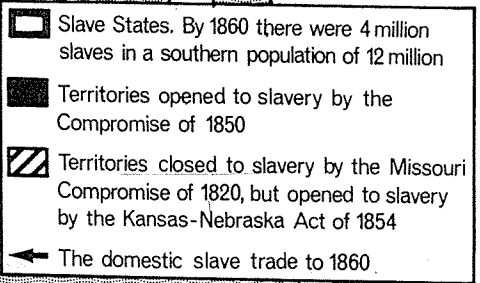 Slave States. By 1860 there were 4 million
slaves in a southern population of 12 million
Territories opened to slavery by the
Compromise of 1850
Territories closed to slavery by the Missouri
Compromise of 1820, but opened to slavery
by the Kansas-Nebraska Act of 1854
The domestic slave trade to 1860